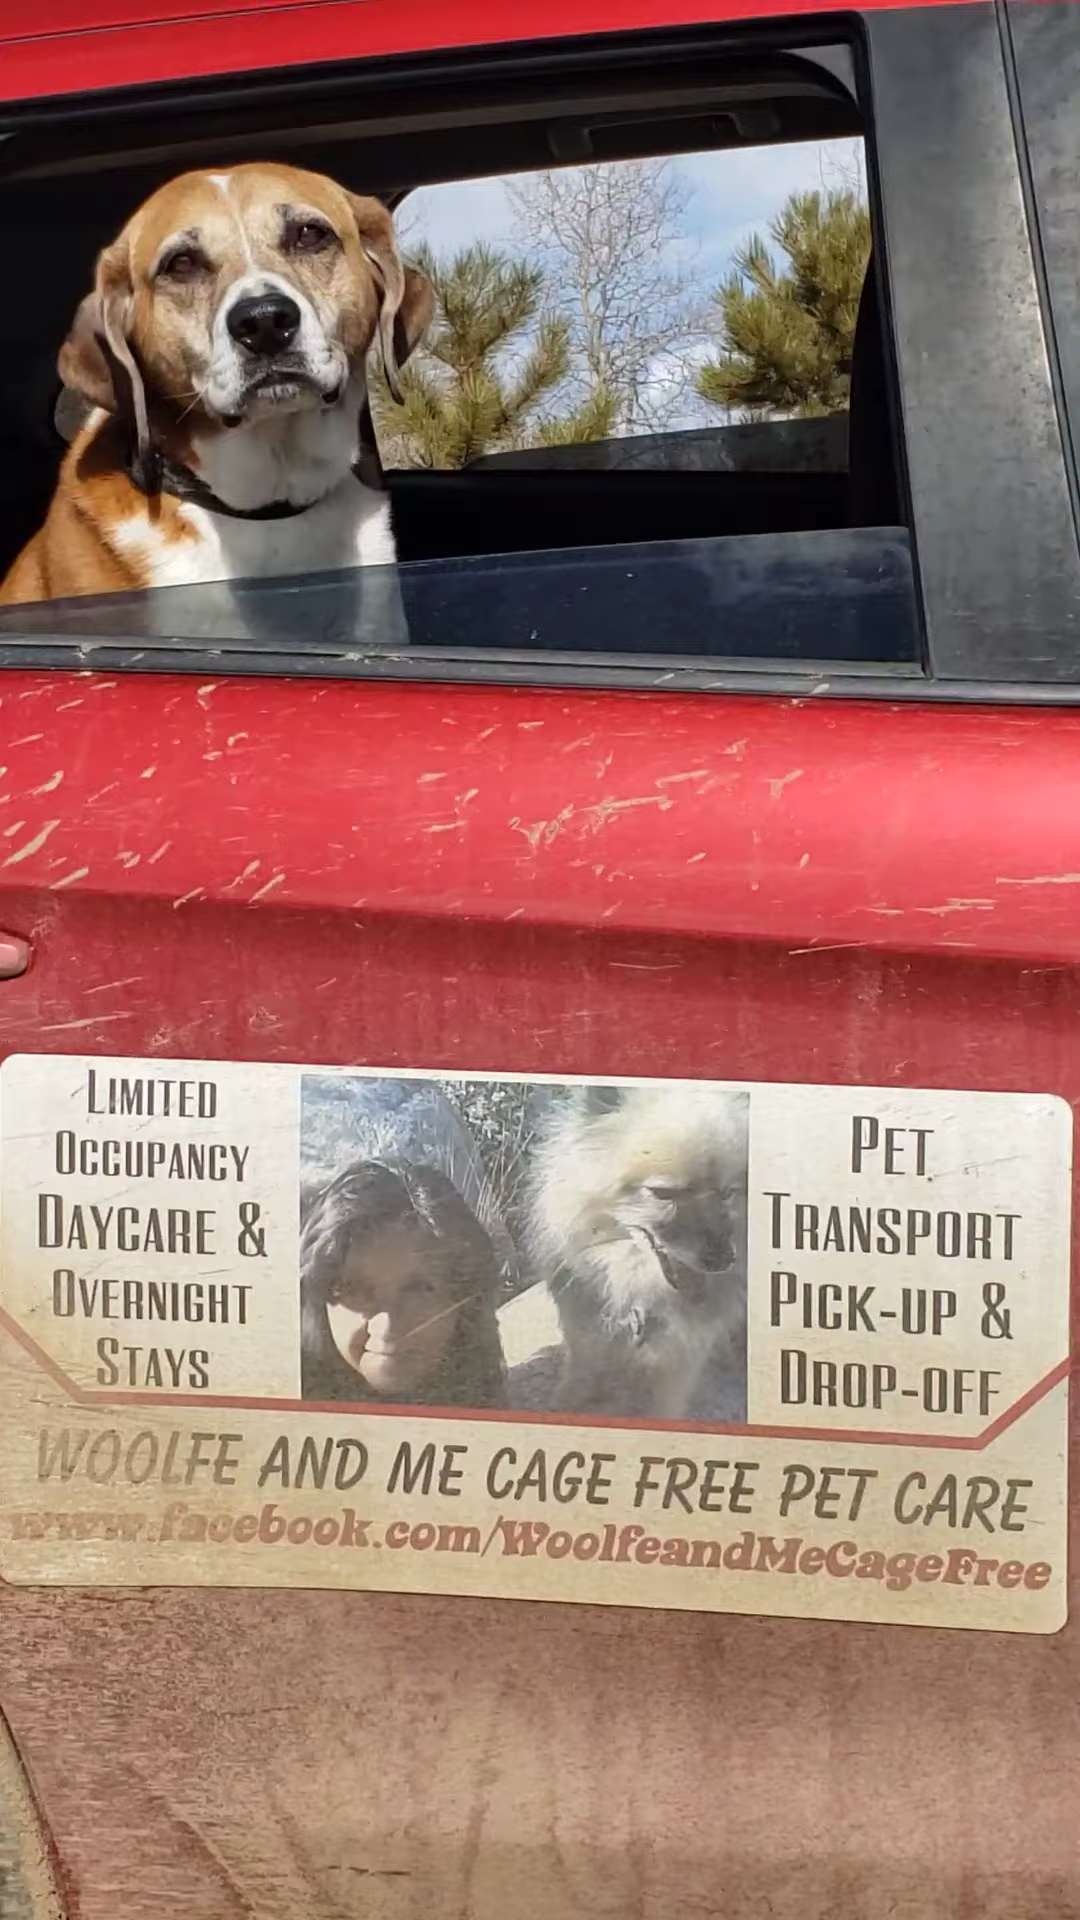 LIMITED
OCCUPANCY
DAYCARE &
OVERNIGHT
STAYS
PET
TRANSPORT
PICK-UP &
DROP-OFF
WOOLFE AND ME CAGE FREE PET CARE
www.facebook.com/WoolfeandMeCageFree